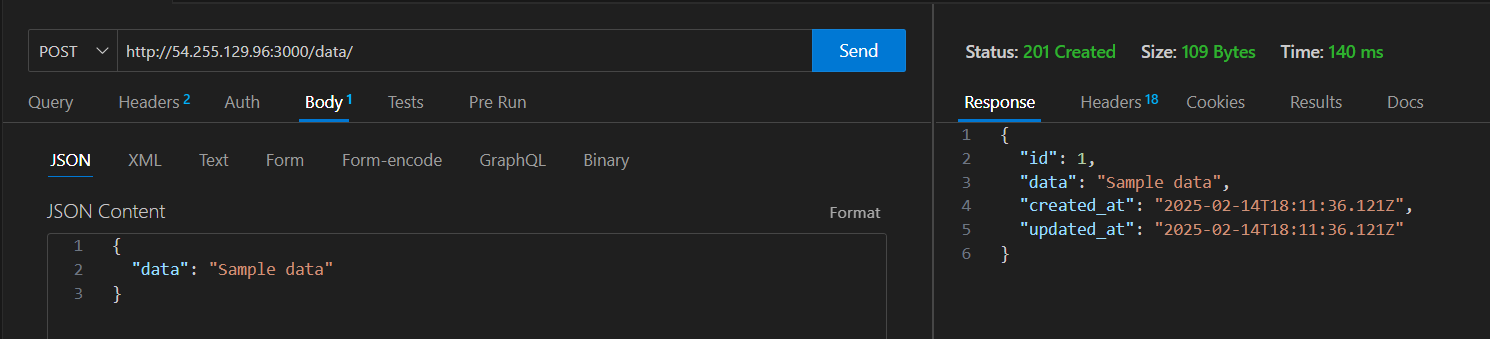 POST http://54.255.129.96:3000/data/ Send
Query Headers 2 Auth Body 1 Tests Pre Run
JSON XML Text Form Form-encode GraphQL Binary
JSON Content Format
1 {
2 "data": "Sample data"
3 }
Status: 201 Created Size: 109 Bytes Time: 140 ms
Response Headers 18 Cookies Results Docs
1 {
2 "id": 1,
3 "data": "Sample data",
4 "created_at": "2025-02-14T18:11:36.121Z",
5 "updated_at": "2025-02-14T18:11:36.121Z"
6 }